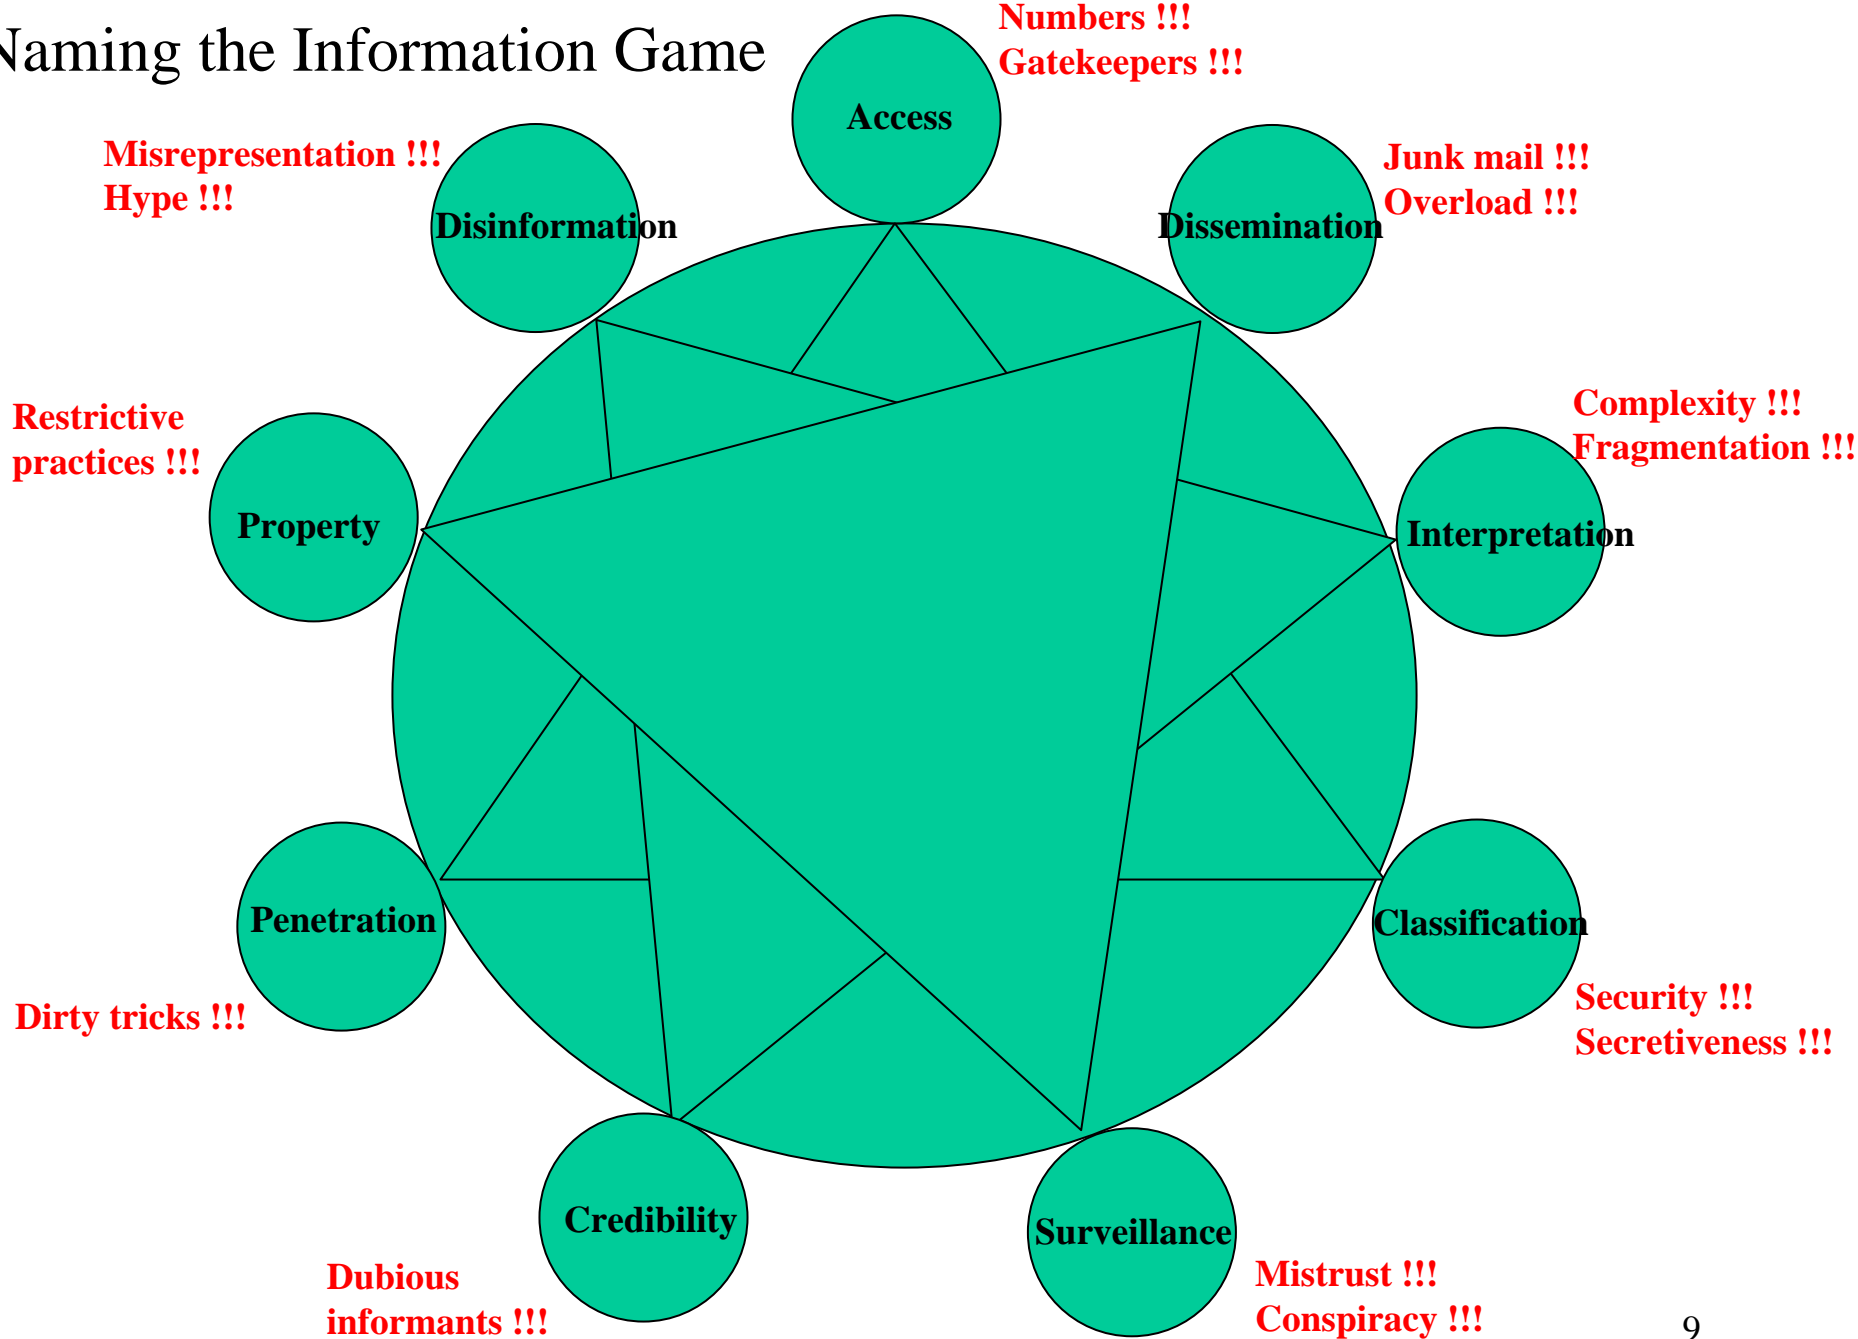 Naming the Information Game
Numbers !!!
Gatekeepers !!!
Access
Misrepresentation !!!
Hype !!!
Disinformation
Junk mail !!!
Overload !!!
Dissemination
Restrictive
practices !!!
Property
Complexity !!!
Fragmentation !!!
Interpretation
Penetration
Dirty tricks !!!
Classification
Security !!!
Secretiveness !!!
Credibility
Dubious
informants !!!
Surveillance
Mistrust !!!
Conspiracy !!!
9